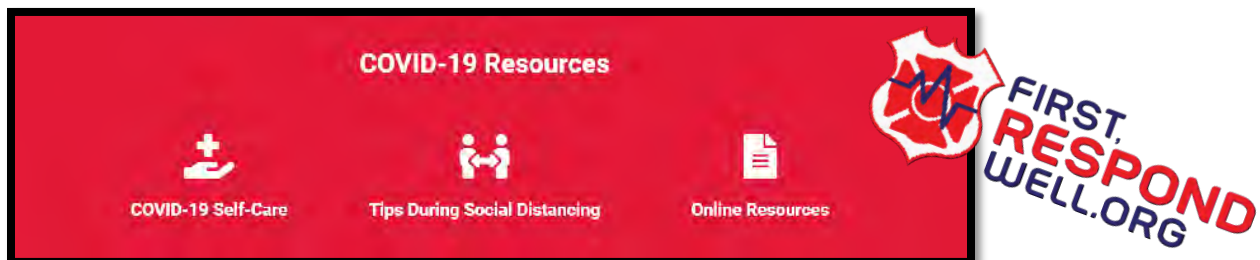 COVID-19 Resources
COVID-19 Self-Care
Tips During Social Distancing
Online Resources
FIRST,
RESPOND
WELL.ORG